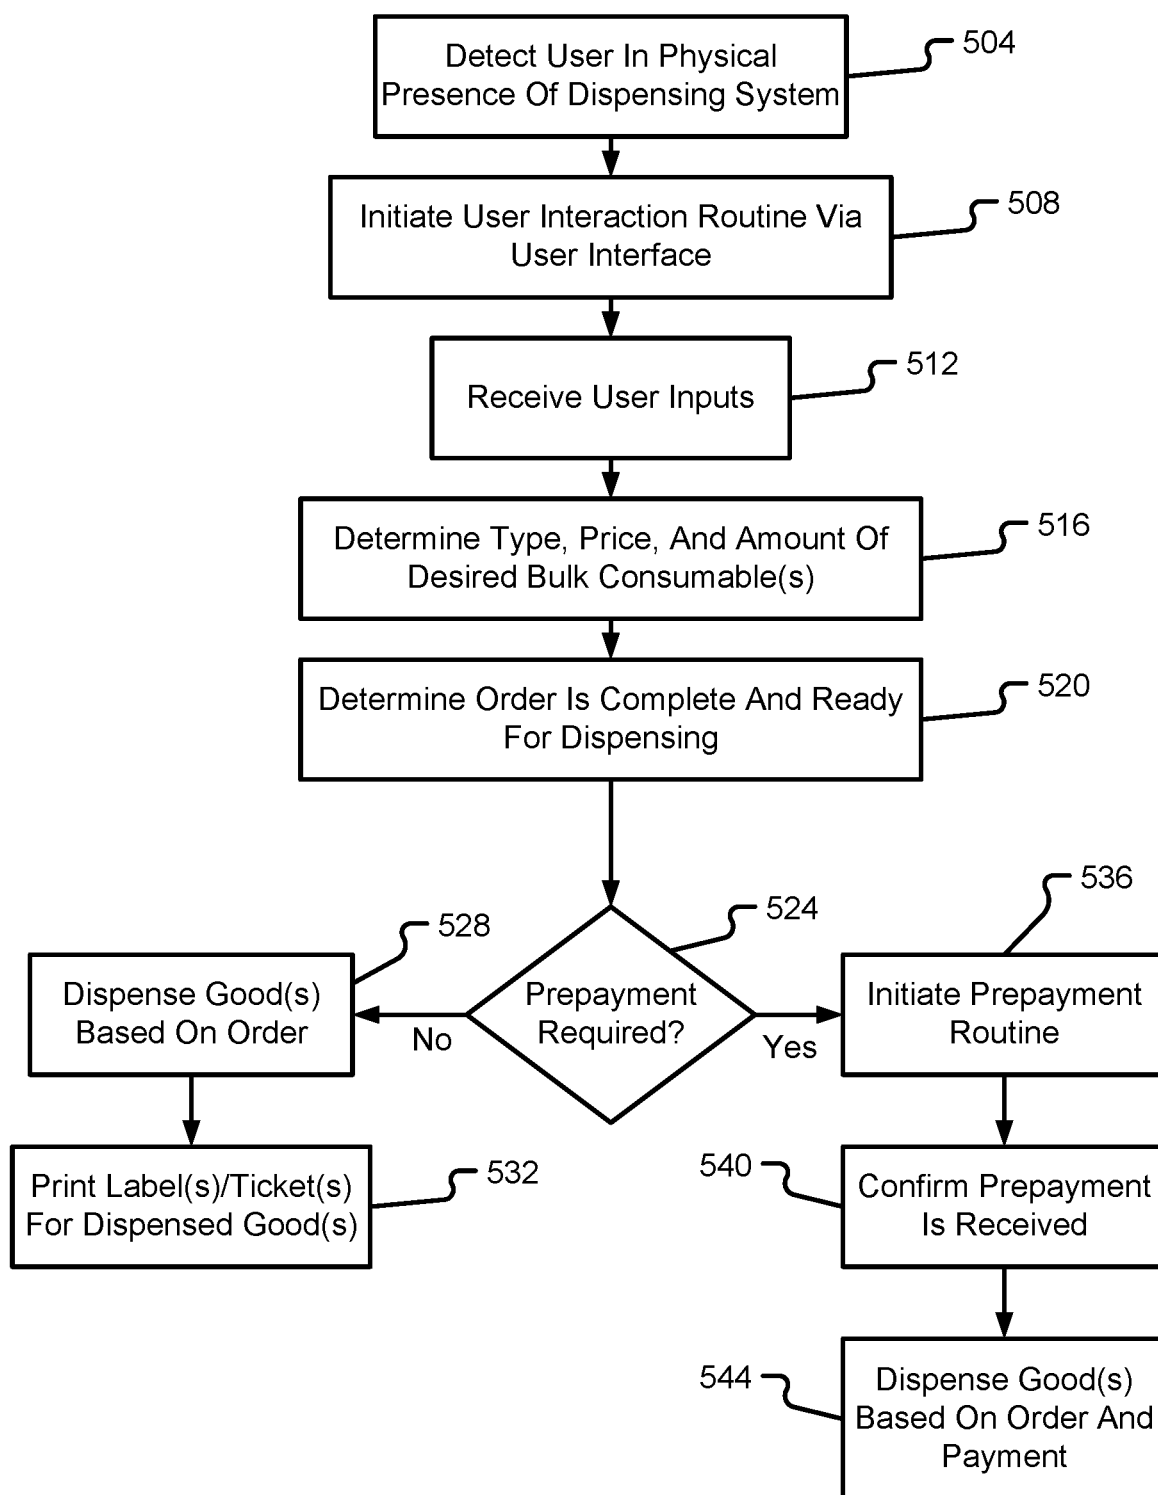 Detect User In Physical
Presence Of Dispensing System
504
Initiate User Interaction Routine Via
User Interface
508
Receive User Inputs
512
Determine Type, Price, And Amount Of
Desired Bulk Consumable(s)
516
Determine Order Is Complete And Ready
For Dispensing
520
Prepayment
Required?
524
No
Yes
Dispense Good(s)
Based On Order
528
Print Label(s)/Ticket(s)
For Dispensed Good(s)
532
Initiate Prepayment
Routine
536
Confirm Prepayment
Is Received
540
Dispense Good(s)
Based On Order And
Payment
544